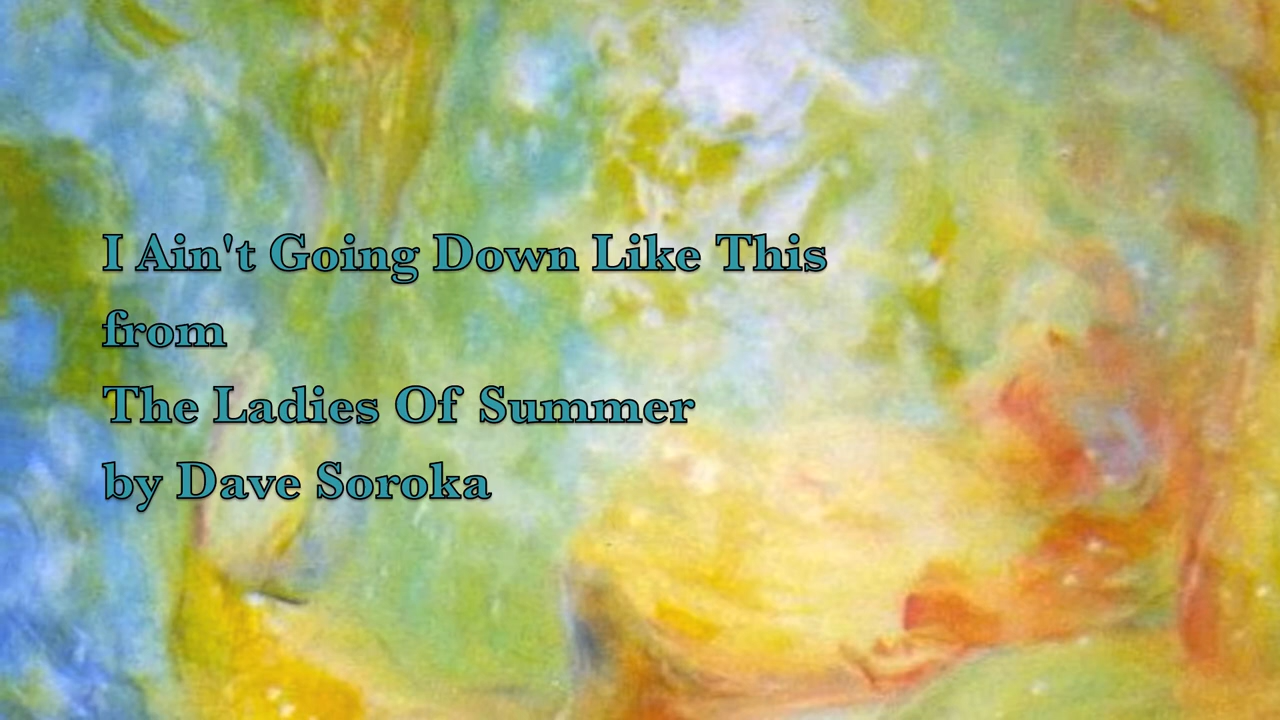 I Ain't Going Down Like This
from
The Ladies Of Summer
by Dave Soroka